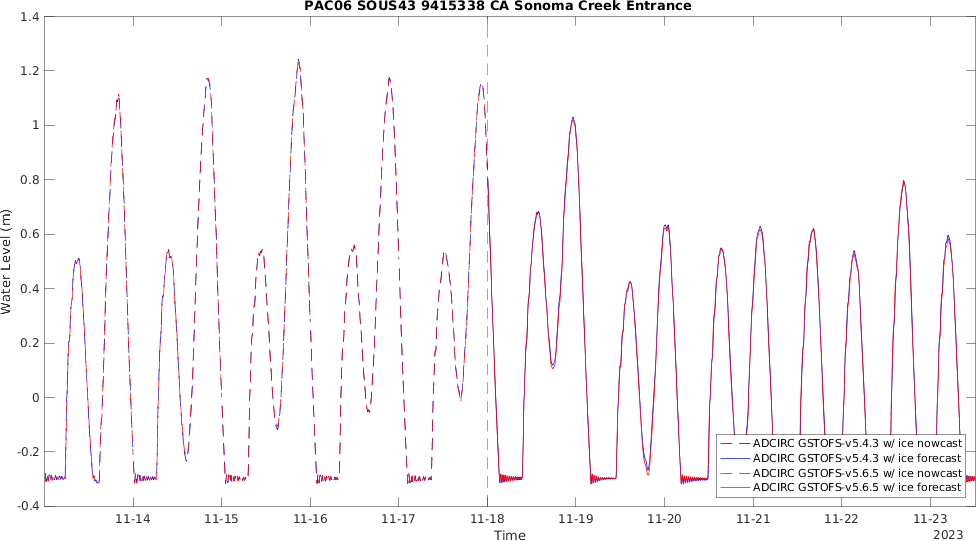 PAC06 SOUS43 9415338 CA Sonoma Creek Entrance
1.4
1.2
1
0.8
0.6
0.4
0.2
0
-0.2
-0.4
Water Level (m)
11-14 11-15 11-16 11-17 11-18 11-19 11-20 11-21 11-22 11-23
Time
2023
ADCIRC GSTOFS-v5.4.3 w/ ice nowcast
ADCIRC GSTOFS-v5.4.3 w/ ice forecast
ADCIRC GSTOFS-v5.6.5 w/ ice nowcast
ADCIRC GSTOFS-v5.6.5 w/ ice forecast